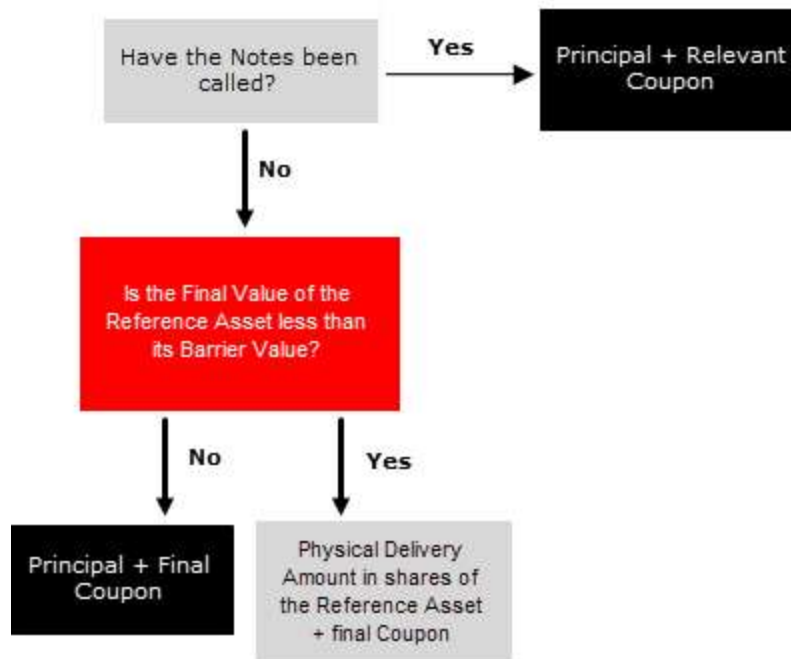 Have the Notes been
called?
Yes
Principal + Relevant
Coupon
No
Is the Final Value of the
Reference Asset less than
its Barrier Value?
No
Yes
Principal + Final
Coupon
Physical Delivery
Amount in shares of
the Reference Asset
+ final Coupon